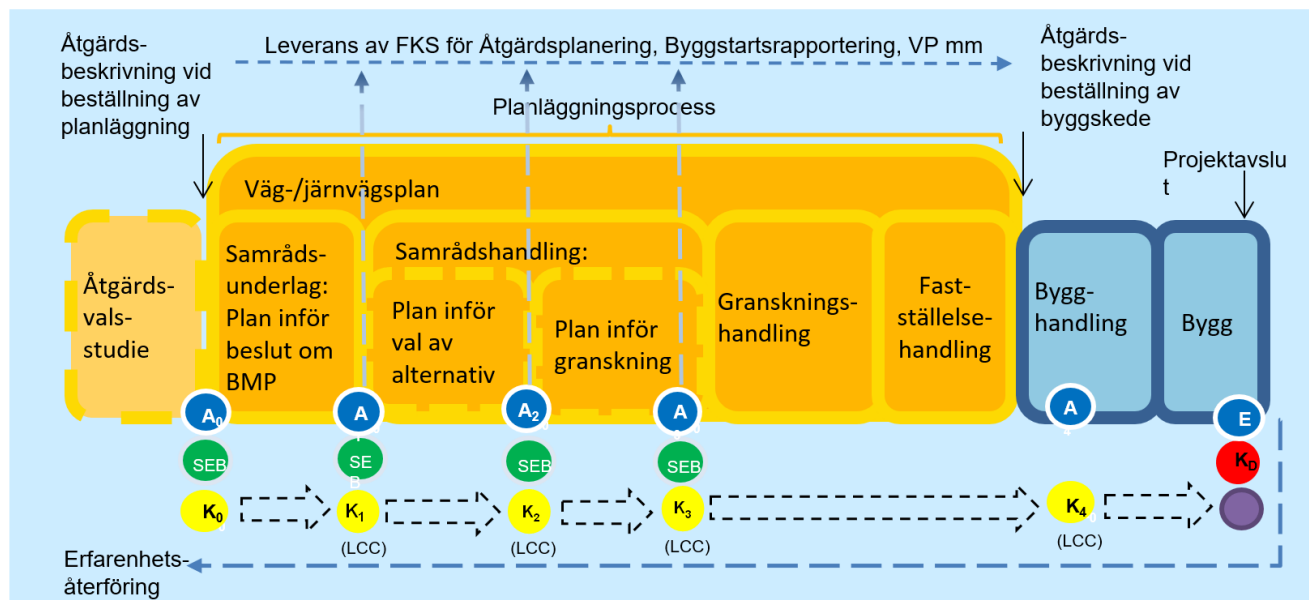 Åtgärds-
beskrivning vid
beställning av
planläggning
Leverans av FKS för Åtgärdsplanering, Byggstartsrapportering, VP mm
Åtgärds-
beskrivning vid
beställning av
byggskede
Planläggningsprocess
Projektavslu
t
Väg-/järnvägsplan
Åtgärds-
vals-
studie
Samråds-
underlag:
Plan inför
beslut om
BMP
Samrådshandling:
Plan inför
val av
alternativ
Plan inför
granskning
Gransknings-
handling
Fast-
ställelse-
handling
Bygg-
handling
Bygg
A0
A
A2
A
A
E
SEB
SE
B
SEB
SEB
KD
K0
K1
K2
K3
K4
(LCC)
(LCC)
(LCC)
(LCC)
Erfarenhets-
återföring